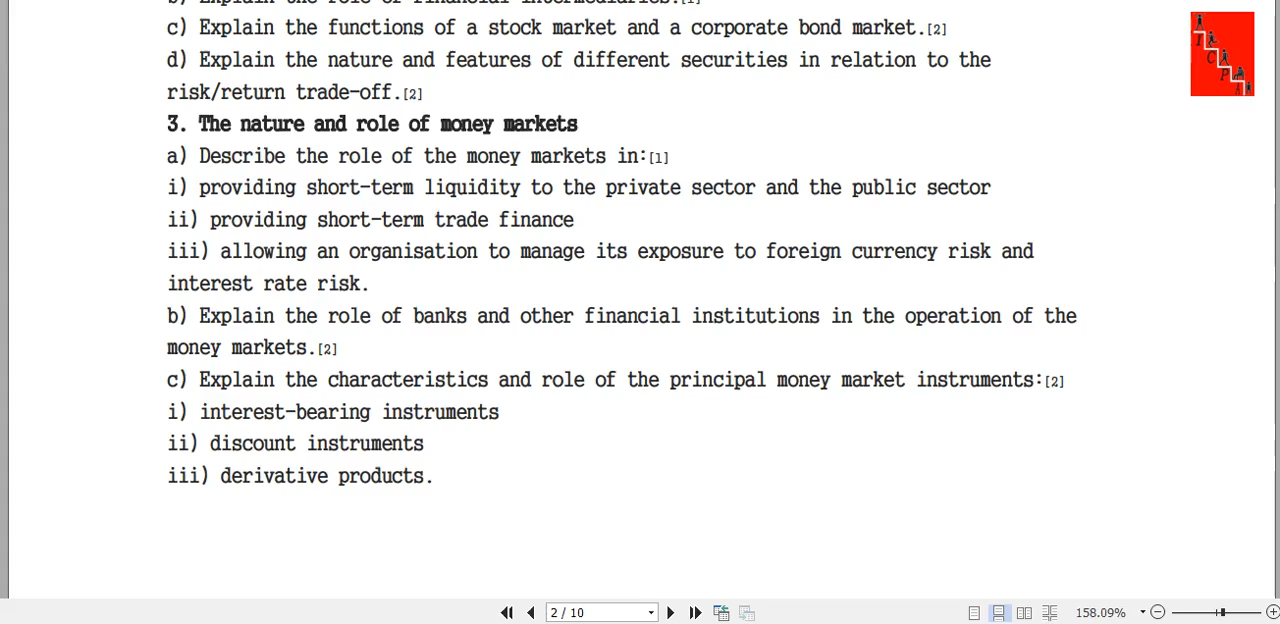 c) Explain the functions of a stock market and a corporate bond market.[2]
d) Explain the nature and features of different securities in relation to the
risk/return trade-off.[2]
3. The nature and role of money markets
a) Describe the role of the money markets in:[1]
i) providing short-term liquidity to the private sector and the public sector
ii) providing short-term trade finance
iii) allowing an organisation to manage its exposure to foreign currency risk and
interest rate risk.
b) Explain the role of banks and other financial institutions in the operation of the
money markets.[2]
c) Explain the characteristics and role of the principal money market instruments:[2]
i) interest-bearing instruments
ii) discount instruments
iii) derivative products.
I
C
P
A
2 / 10
158.09%